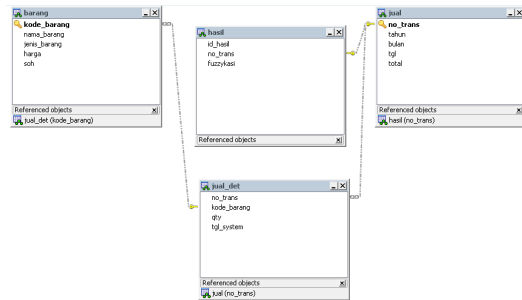 barang
kode_barang
nama_barang
jenis_barang
harga
soh
Referenced objects
jual_det (kode_barang)
hasil
id_hasil
no_trans
fuzzykasi
Referenced objects
jual
no_trans
tahun
bulan
tgl
total
Referenced objects
hasil (no_trans)
jual_det
no_trans
kode_barang
qty
tgl_system
Referenced objects
jual (no_trans)